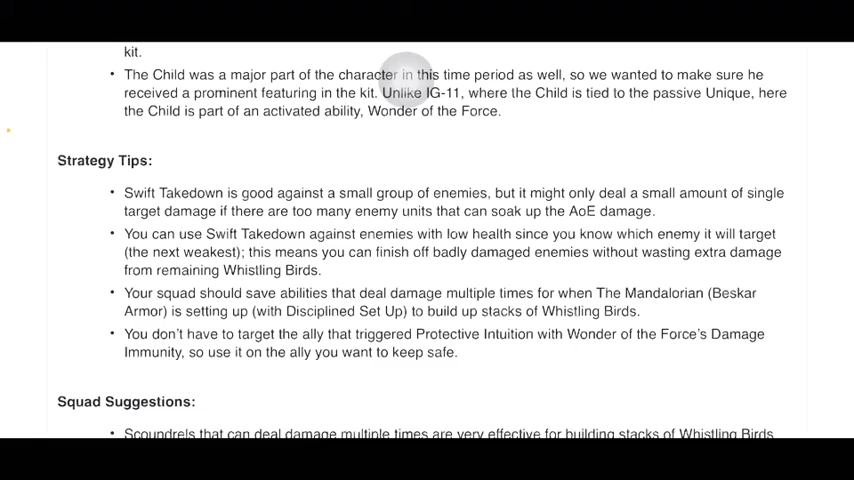 kit.
• The Child was a major part of the character in this time period as well, so we wanted to make sure he
received a prominent featuring in the kit. Unlike IG-11, where the Child is tied to the passive Unique, here
the Child is part of an activated ability, Wonder of the Force.
Strategy Tips:
• Swift Takedown is good against a small group of enemies, but it might only deal a small amount of single
target damage if there are too many enemy units that can soak up the AoE damage.
• You can use Swift Takedown against enemies with low health since you know which enemy it will target
(the next weakest); this means you can finish off badly damaged enemies without wasting extra damage
from remaining Whistling Birds.
• Your squad should save abilities that deal damage multiple times for when The Mandalorian (Beskar
Armor) is setting up (with Disciplined Set Up) to build up stacks of Whistling Birds.
• You don't have to target the ally that triggered Protective Intuition with Wonder of the Force's Damage
Immunity, so use it on the ally you want to keep safe.
Squad Suggestions:
• Scoundrels that can deal damage multiple times are very effective for building stacks of Whistling Birds